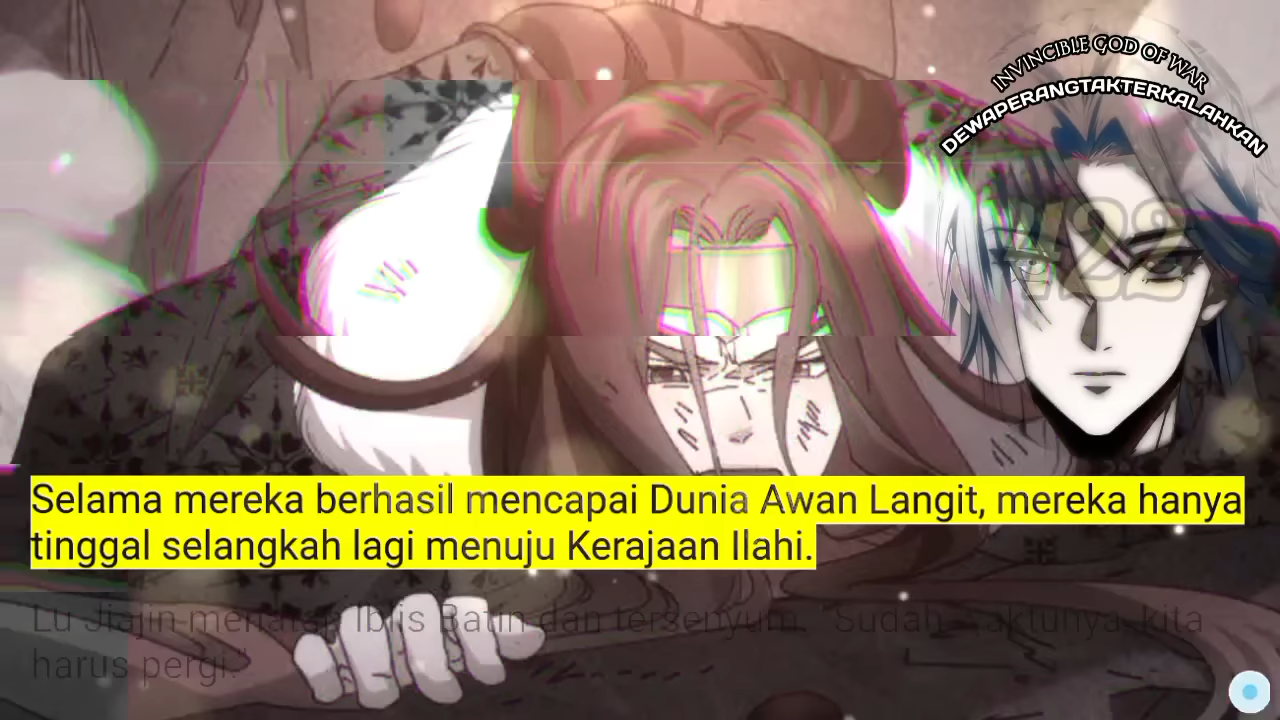 INVINCIBLE GOD OF WAR
DEWAPERANGTAKTERKALAHKAN
722
Selama mereka berhasil mencapai Dunia Awan Langit, mereka hanya
tinggal selangkah lagi menuju Kerajaan Ilahi.
Lu Jiajin menatap Iblis Batin dan tersenyum. "Sudah waktunya kita
harus pergi."